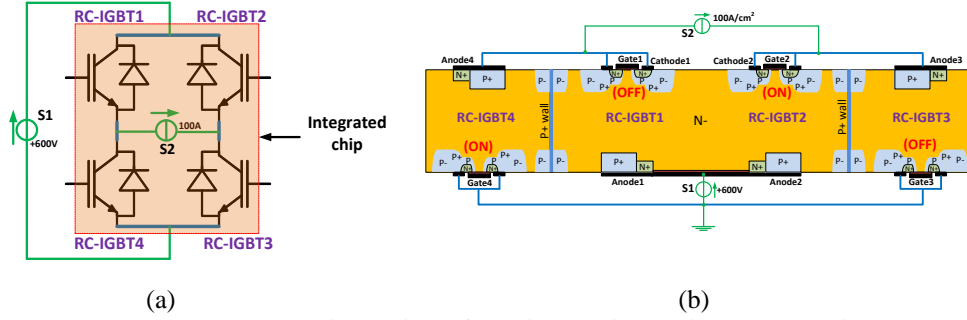 RC-IGBT1 RC-IGBT2
S1
+600V
100A
S2
Integrated
chip
RC-IGBT4 RC-IGBT3
(a)
100A/cm²
S2
Anode4 Gate1 Cathode1 Cathode2 Gate2 Anode3
N+ P+ P- P- P+ N+ N+ P+ P- P- P+ N+ N+ P+ P- P- P+ N+
(OFF) (ON)
RC-IGBT4 P+ wall RC-IGBT1 N- RC-IGBT2 P+ wall RC-IGBT3
(ON) (OFF)
P- P+ P P P- P- P+ N+ N+ P+ P- P- P+ P P P-
N+ N+ N+ N+
Gate4 Anode1 S1 +600V Anode2 Gate3
(b)